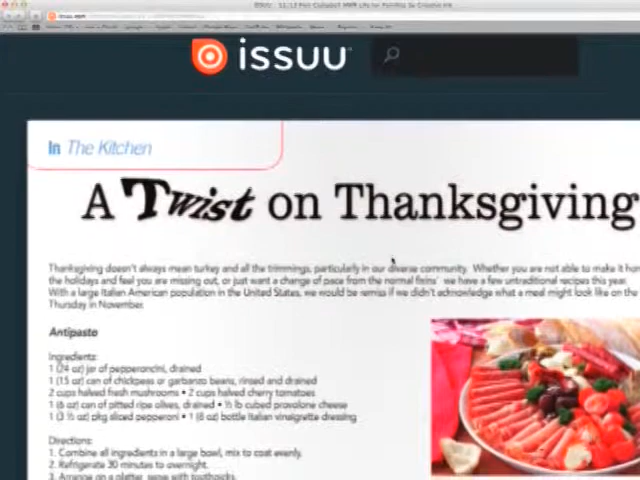 issuu
In The Kitchen
A Twist on Thanksgiving
Thanksgiving doesn't always mean turkey and all the trimmings, particularly in our diverse community. Whether you are not able to make it hom
the holidays and feel you are missing out, or just want a change of pace from the normal fixins' we have a few untraditional recipes this year.
With a large Italian American population in the United States, we would be remiss if we didn't acknowledge what a meal might look like on the
Thursday in November.
Antipasto
Ingredients:
1 (24 oz) jar of pepperoncini, drained
1 (15 oz) can of chickpeas or garbanzo beans, rinsed and drained
2 cups halved fresh mushrooms • 2 cups halved cherry tomatoes
1 (6 oz) can of pitted ripe olives, drained • ½ lb cubed provolone cheese
1 (3 ½ oz) pkg sliced pepperoni • 1 (8 oz) bottle Italian vinaigrette dressing
Directions:
1. Combine all ingredients in a large bowl, mix to coat evenly.
2. Refrigerate 30 minutes to overnight.
3. Arrange on a platter, serve with toothpicks.